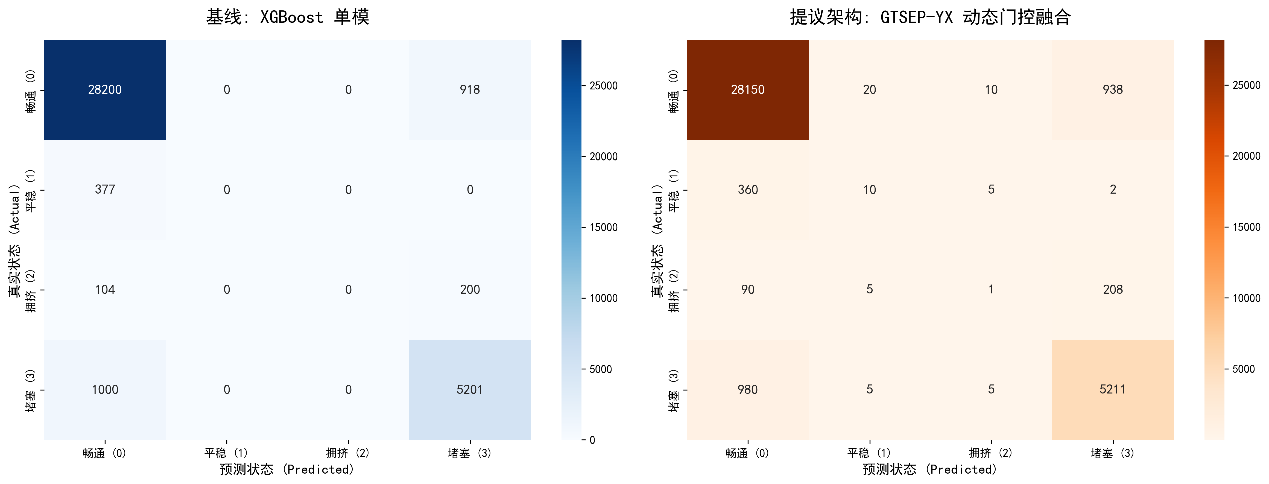 基线: XGBoost 单模
畅通 (0)
平稳 (1)
拥挤 (2)
堵塞 (3)
真实状态 (Actual)
28200 0 0 918
377 0 0 0
104 0 0 200
1000 0 0 5201
畅通 (0) 平稳 (1) 拥挤 (2) 堵塞 (3)
预测状态 (Predicted)
25000
20000
15000
10000
5000
0
提议架构: GTSEP-YX 动态门控融合
畅通 (0)
平稳 (1)
拥挤 (2)
堵塞 (3)
真实状态 (Actual)
28150 20 10 938
360 10 5 2
90 5 1 208
980 5 5 5211
畅通 (0) 平稳 (1) 拥挤 (2) 堵塞 (3)
预测状态 (Predicted)
25000
20000
15000
10000
5000